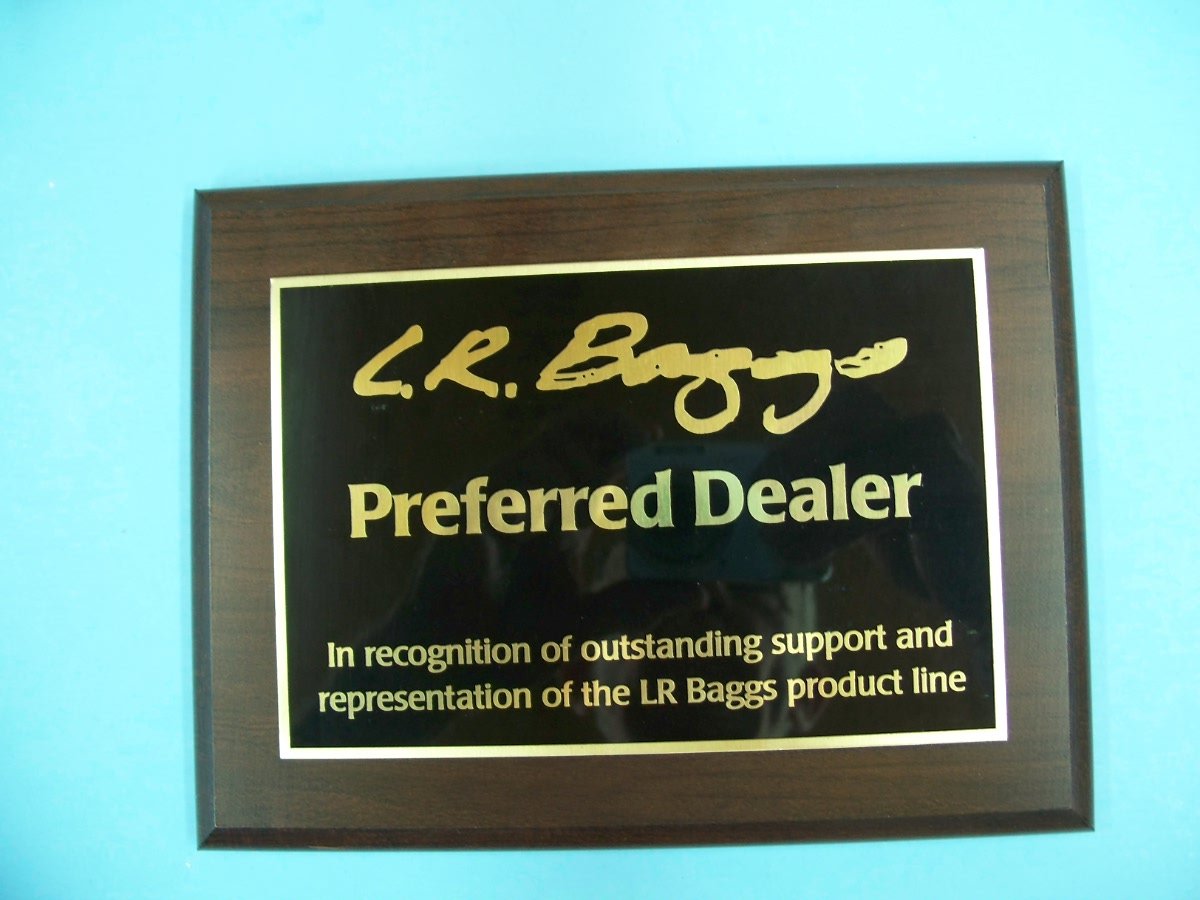 L.R. Baggs
Preferred Dealer
In recognition of outstanding support and
representation of the LR Baggs product line